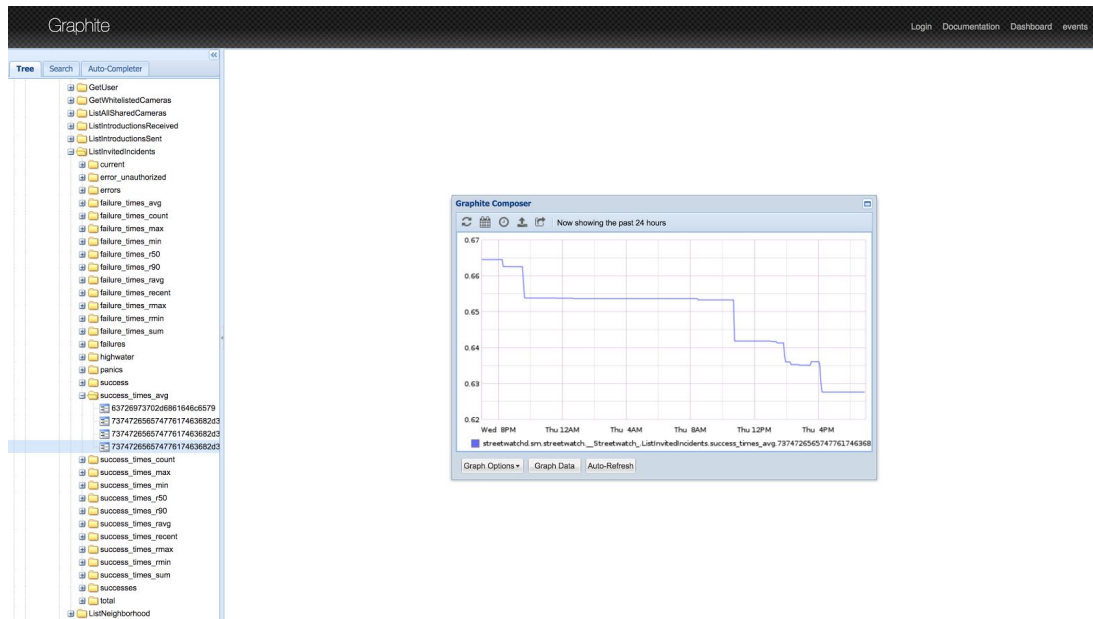 Graphite
Login Documentation Dashboard events
Tree Search Auto-Completer
GetUser
GetWhitelistedCameras
ListAllSharedCameras
ListIntroductionsReceived
ListIntroductionsSent
ListInvitedIncidents
current
error_unauthorized
errors
failure_times_avg
failure_times_count
failure_times_max
failure_times_min
failure_times_r50
failure_times_r90
failure_times_ravg
failure_times_recent
failure_times_rmax
failure_times_rmin
failure_times_sum
failures
highwater
panics
success
success_times_avg
63726973702d6861646c6579
73747265657477617463682d3
73747265657477617463682d3
73747265657477617463682d3
success_times_count
success_times_max
success_times_min
success_times_r50
success_times_r90
success_times_ravg
success_times_recent
success_times_rmax
success_times_rmin
success_times_sum
successes
total
ListNeighborhood
Graphite Composer
Now showing the past 24 hours
0.67
0.66
0.65
0.64
0.63
0.62
Wed 8PM Thu 12AM Thu 4AM Thu 8AM Thu 12PM Thu 4PM
streetwatchd.sm.streetwatch.__Streetwatch_.ListInvitedIncidents.success_times_avg.7374726565747761746368
Graph Options Graph Data Auto-Refresh